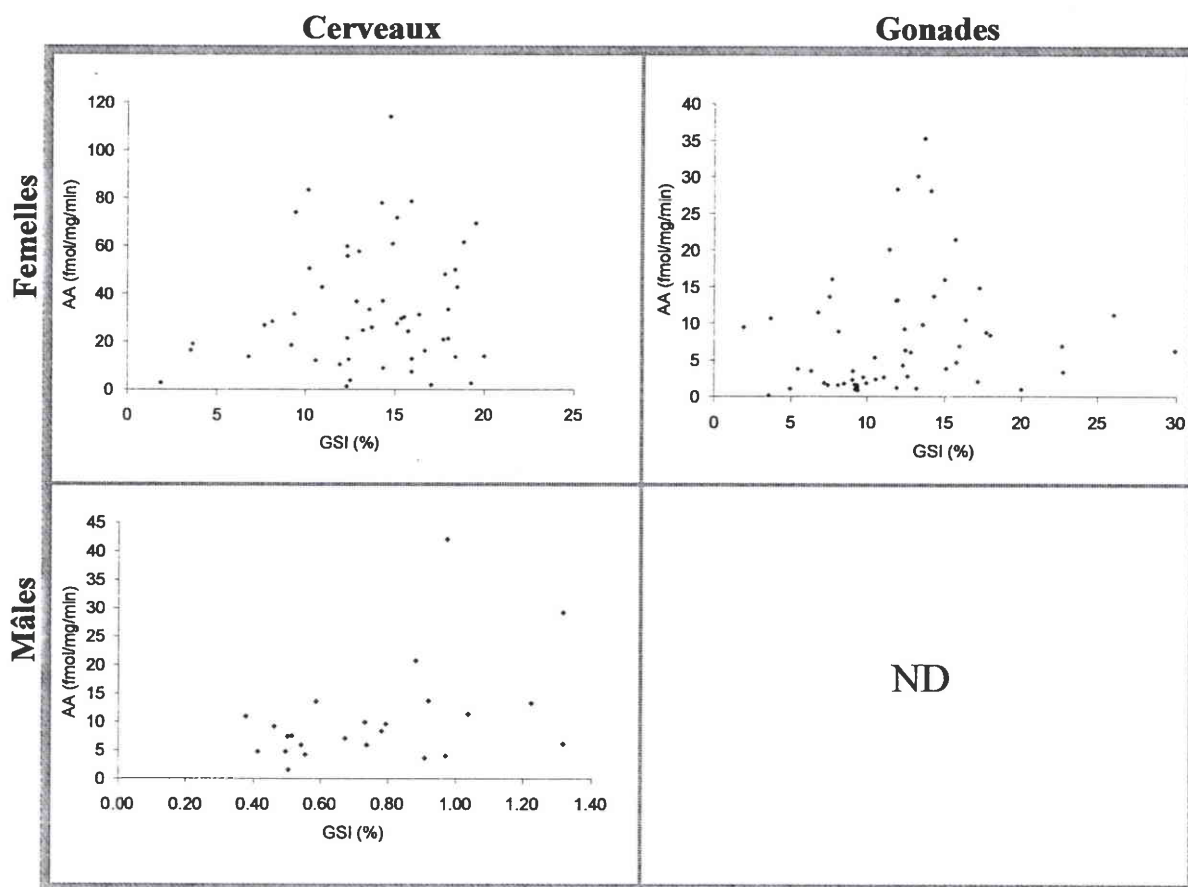 Cerveaux
Gonades
Femelles
AA (fmol/mg/min)
120
100
80
60
40
20
0
0 5 10 15 20 25
GSI (%)
AA (fmol/mg/min)
40
35
30
25
20
15
10
5
0
0 5 10 15 20 25 30
GSI (%)
Mâles
AA (fmol/mg/min)
45
40
35
30
25
20
15
10
5
0
0.00 0.20 0.40 0.60 0.80 1.00 1.20 1.40
GSI (%)
ND